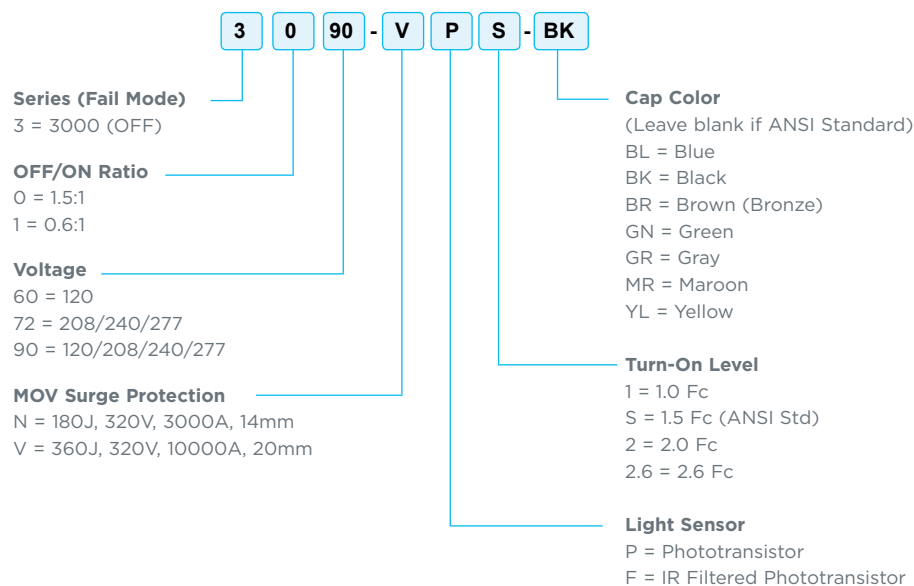 3 0 90 - V P S - BK
Series (Fail Mode)
3 = 3000 (OFF)
OFF/ON Ratio
0 = 1.5:1
1 = 0.6:1
Voltage
60 = 120
72 = 208/240/277
90 = 120/208/240/277
MOV Surge Protection
N = 180J, 320V, 3000A, 14mm
V = 360J, 320V, 10000A, 20mm
Cap Color
(Leave blank if ANSI Standard)
BL = Blue
BK = Black
BR = Brown (Bronze)
GN = Green
GR = Gray
MR = Maroon
YL = Yellow
Turn-On Level
1 = 1.0 Fc
S = 1.5 Fc (ANSI Std)
2 = 2.0 Fc
2.6 = 2.6 Fc
Light Sensor
P = Phototransistor
F = IR Filtered Phototransistor